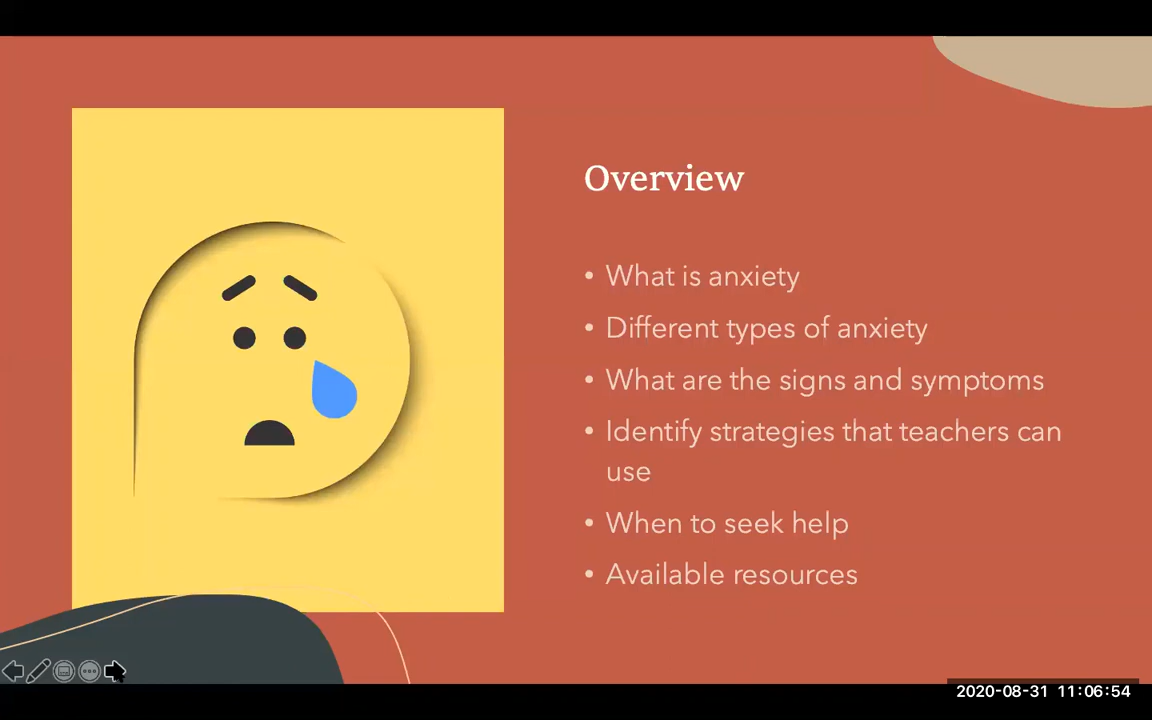 Overview
• What is anxiety
• Different types of anxiety
• What are the signs and symptoms
• Identify strategies that teachers can
use
• When to seek help
• Available resources
2020-08-31 11:06:54